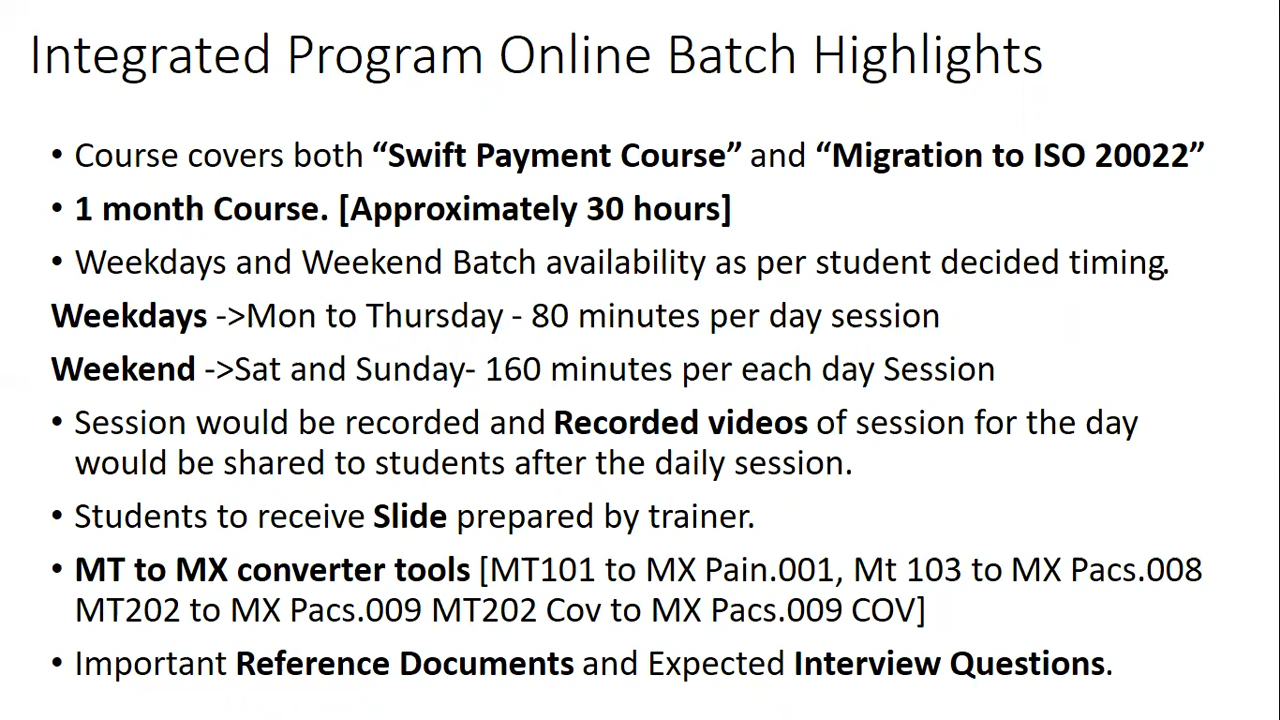 Integrated Program Online Batch Highlights
• Course covers both “Swift Payment Course” and “Migration to ISO 20022”
• 1 month Course. [Approximately 30 hours]
• Weekdays and Weekend Batch availability as per student decided timing.
Weekdays ->Mon to Thursday - 80 minutes per day session
Weekend ->Sat and Sunday- 160 minutes per each day Session
• Session would be recorded and Recorded videos of session for the day
would be shared to students after the daily session.
• Students to receive Slide prepared by trainer.
• MT to MX converter tools [MT101 to MX Pain.001, Mt 103 to MX Pacs.008
MT202 to MX Pacs.009 MT202 Cov to MX Pacs.009 COV]
• Important Reference Documents and Expected Interview Questions.